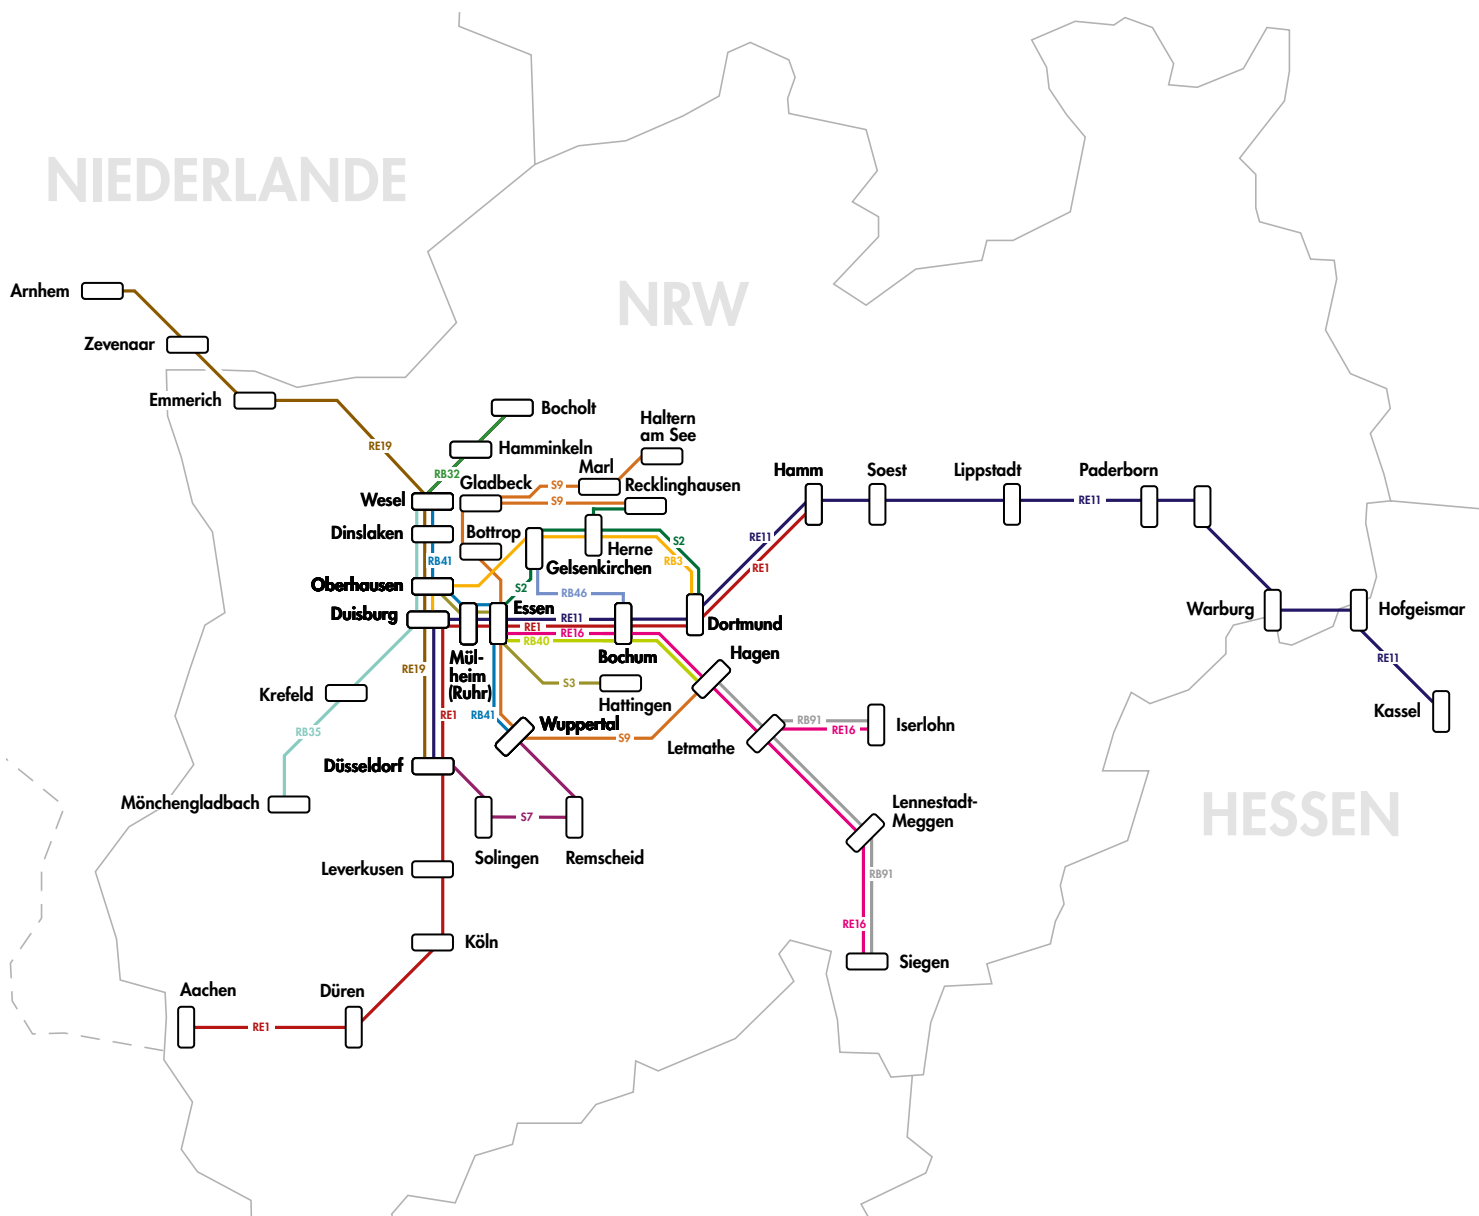 NIEDERLANDE
NRW
HESSEN
Arnhem
Zevenaar
Emmerich
RE19
Bocholt
Hamminkeln
RB32
Haltern
am See
Marl
Gladbeck
S9
Recklinghausen
S9
Wesel
Dinslaken
RB41
Bottrop
Herne
Gelsenkirchen
S2
RB3
S2
RB46
Oberhausen
Duisburg
Essen
RE11
RE1
RE16
RB40
Mül-
heim
(Ruhr)
Bochum
Dortmund
RE11
RE1
Hamm
Soest
Lippstadt
RE11
Paderborn
Warburg
Hofgeismar
RE11
Kassel
Hagen
S3
Hattingen
RE19
RE1
RB41
Wuppertal
S9
Krefeld
RB35
Mönchengladbach
Düsseldorf
S7
Solingen
Remscheid
Letmathe
RB91
RE16
Iserlohn
Lennestadt-
Meggen
RB91
RE16
Siegen
Leverkusen
Köln
Düren
Aachen
RE1